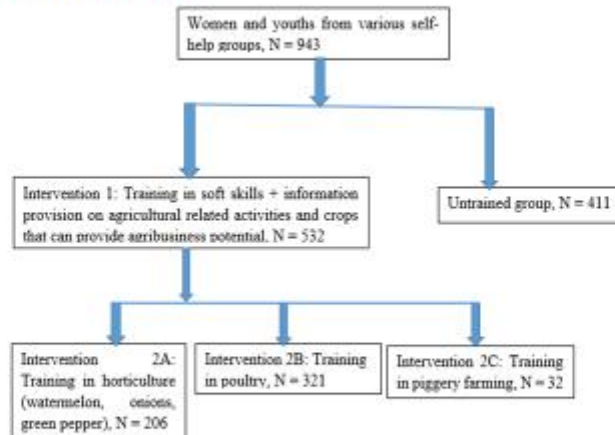 Women and youths from various self-
help groups, N = 943
Intervention 1: Training in soft skills + information
provision on agricultural related activities and crops
that can provide agribusiness potential, N = 532
Untrained group, N = 411
Intervention 2A:
Training in horticulture
(watermelon, onions,
green pepper), N = 206
Intervention 2B: Training
in poultry, N = 321
Intervention 2C: Training
in piggery farming, N = 32